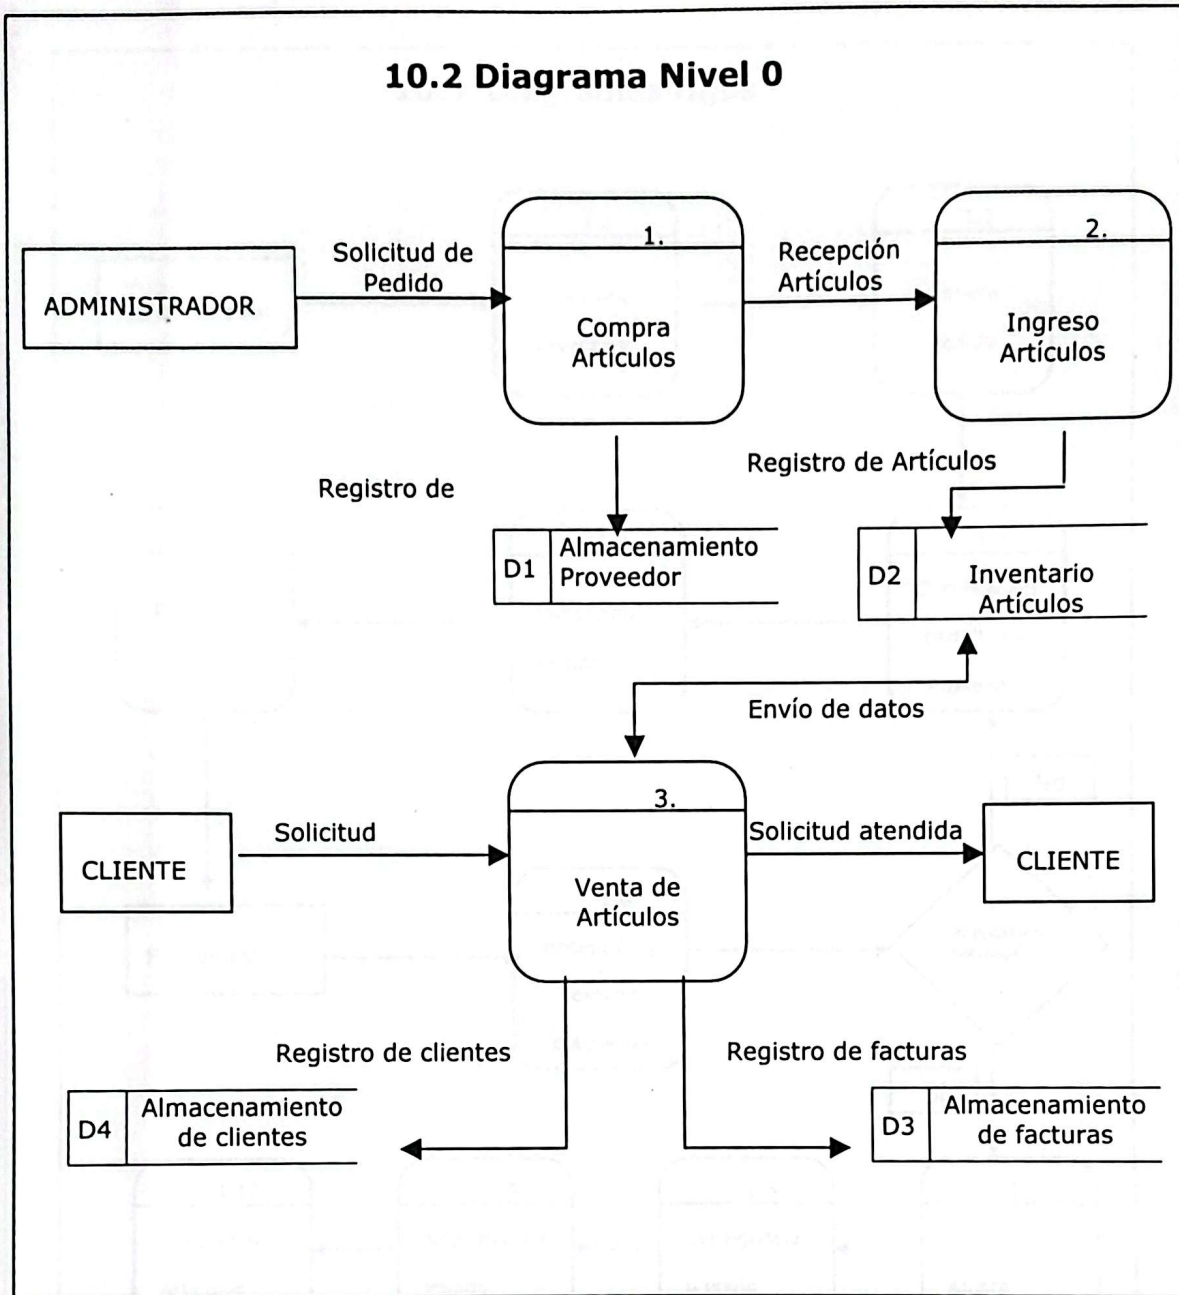 10.2 Diagrama Nivel 0
ADMINISTRADOR
Solicitud de
Pedido
1.
Compra
Artículos
Recepción
Artículos
2.
Ingreso
Artículos
Registro de
Registro de Artículos
D1
Almacenamiento
Proveedor
D2
Inventario
Artículos
Envío de datos
CLIENTE
Solicitud
3.
Venta de
Artículos
Solicitud atendida
CLIENTE
Registro de clientes
Registro de facturas
D4
Almacenamiento
de clientes
D3
Almacenamiento
de facturas